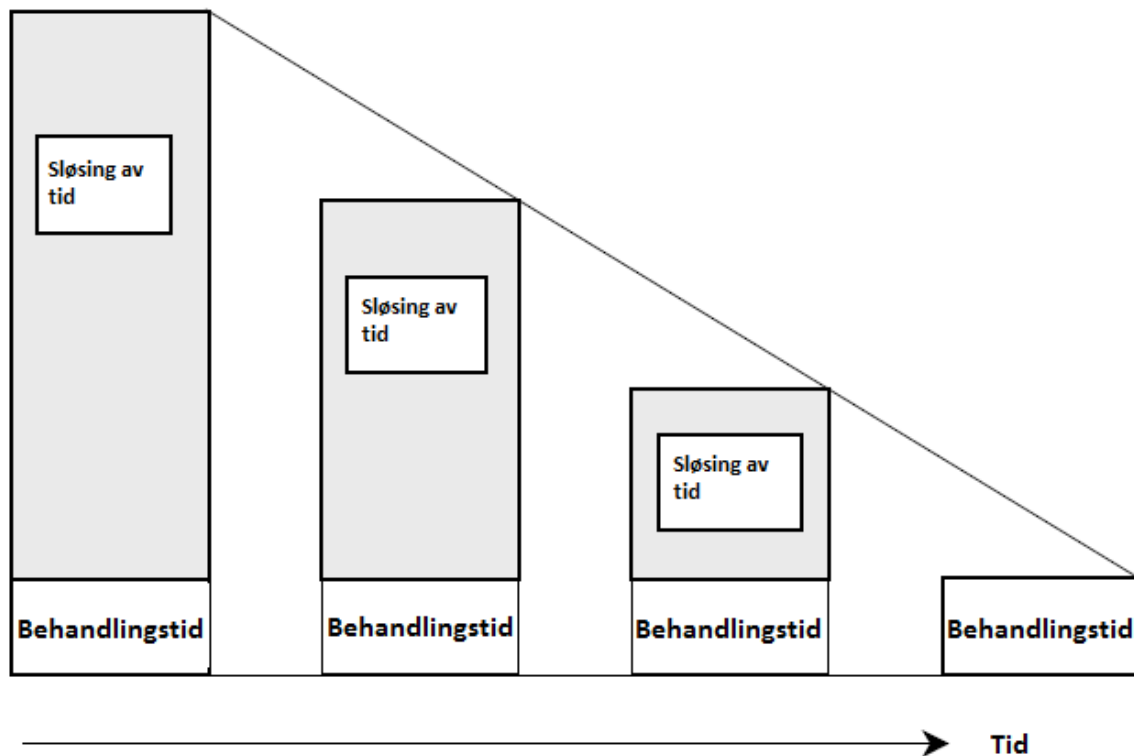 Sløsing av
tid
Sløsing av
tid
Sløsing av
tid
Behandlingstid
Behandlingstid
Behandlingstid
Behandlingstid
Tid